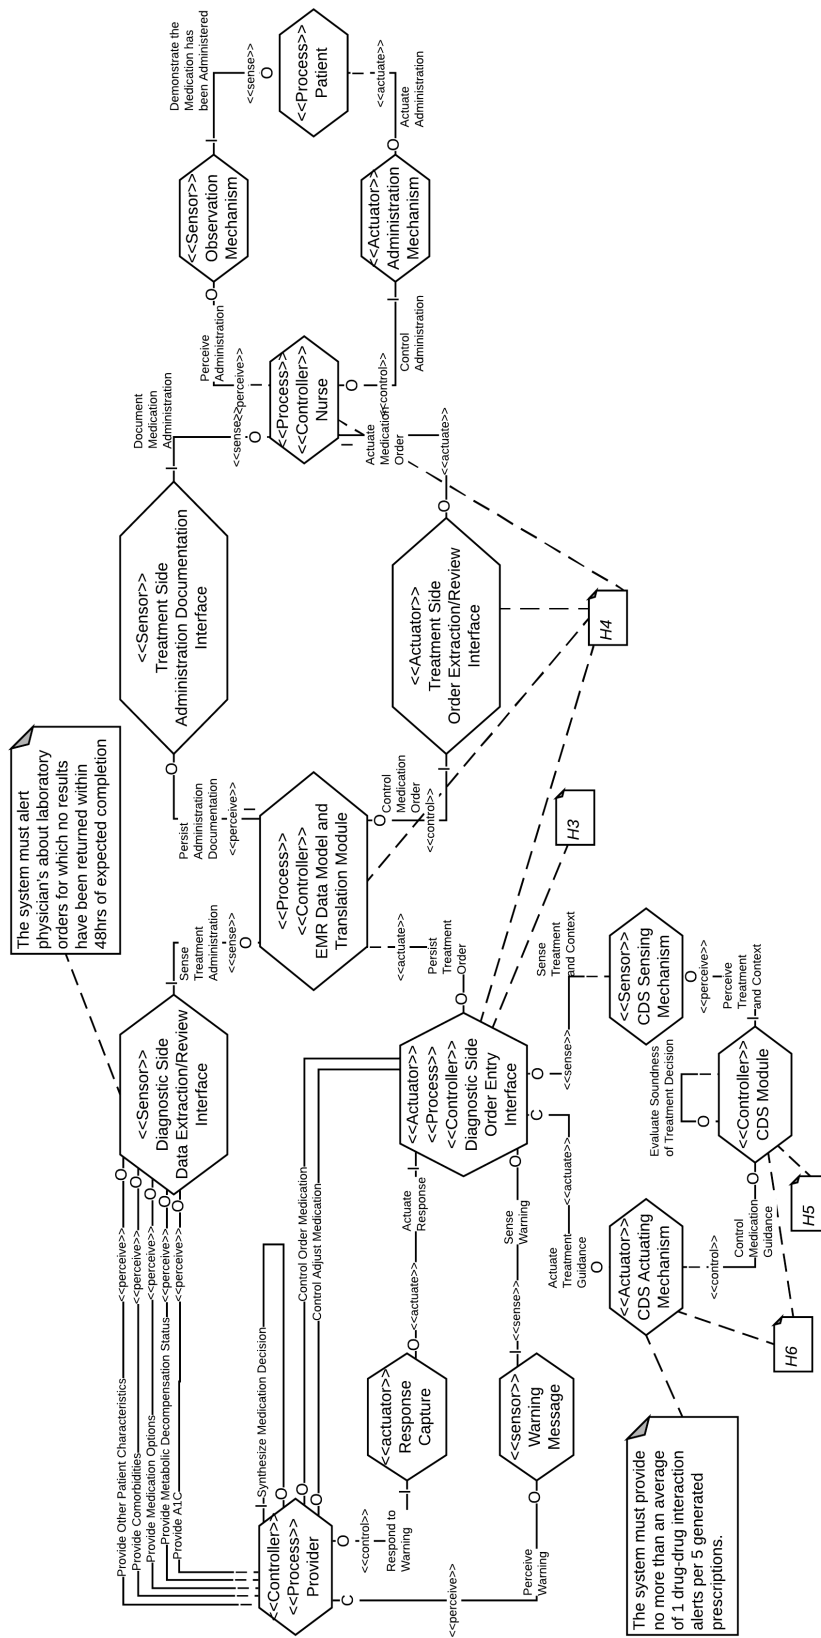 The system must alert
physician's about laboratory
orders for which no results
have been returned within
48hrs of expected completion
Provide Other Patient Characteristics
<<perceive>>
Provide Comorbidities
<<perceive>>
Provide Medication Options
<<perceive>>
Provide Metabolic Decompensation Status
<<perceive>>
Provide A1C
<<perceive>>
O
O
O
O
O
<<Sensor>>
Diagnostic Side
Data Extraction/Review
Interface
I
Sense
Treatment
Administration
<<sense>>
O
Persist
Administration
Documentation
<<perceive>>
I
O
<<Sensor>>
Treatment Side
Administration Documentation
Interface
I
Document
Medication
Administration
<<sense>>
O
Perceive
Administration
<<perceive>>
O
<<Sensor>>
Observation
Mechanism
I
Demonstrate the
Medication has
been Administered
<<sense>>
O
<<Controller>>
<<Process>>
Provider
I
Synthesize Medication Decision
O
Control Order Medication
O
Control Adjust Medication
O
<<Process>>
<<Controller>>
EMR Data Model and
Translation Module
<<Process>>
<<Controller>>
Nurse
<<Process>>
Patient
O
<<control>>
Respond to
Warning
I
<<actuator>>
Response
Capture
O
<<actuate>>
Actuate
Response
I
<<Actuator>>
<<Process>>
<<Controller>>
Diagnostic Side
Order Entry
Interface
O
<<actuate>>
Persist
Treatment
Order
O
Control
Medication
Order
<<control>>
I
<<Actuator>>
Treatment Side
Order Extraction/Review
Interface
O
I
Actuate
Medication
Order
<<actuate>>
O
<<control>>
Control
Administration
I
<<Actuator>>
Administration
Mechanism
O
<<actuate>>
Actuate
Administration
C
<<perceive>>
Perceive
Warning
O
<<sensor>>
Warning
Message
I
<<sense>>
Sense
Warning
O
C
<<actuate>>
Actuate
Treatment
Guidance
O
O
<<sense>>
Sense
Treatment
and Context
H3
H4
The system must provide
no more than an average
of 1 drug-drug interaction
alerts per 5 generated
prescriptions.
<<Actuator>>
CDS Actuating
Mechanism
<<control>>
Control
Medication
Guidance
O
Evaluate Soundness
of Treatment Decision
O
<<Controller>>
CDS Module
I
<<Sensor>>
CDS Sensing
Mechanism
O
<<perceive>>
Perceive
Treatment
and Context
H6
H5